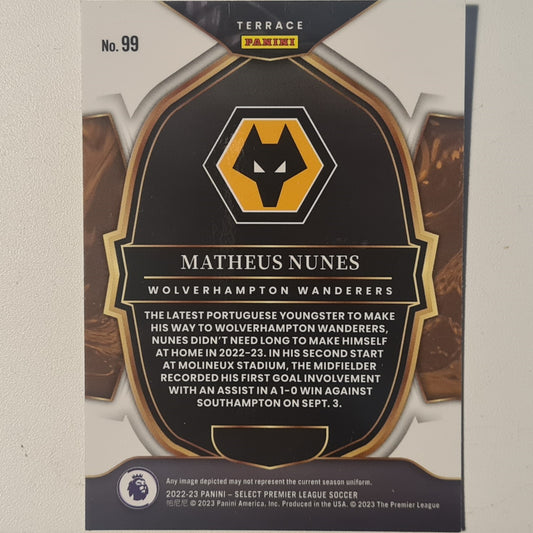 TERRACE
No. 99
PANINI
MATHEUS NUNES
WOLVERHAMPTON WANDERERS
THE LATEST PORTUGUESE YOUNGSTER TO MAKE
HIS WAY TO WOLVERHAMPTON WANDERERS,
NUNES DIDN'T NEED LONG TO MAKE HIMSELF
AT HOME IN 2022-23. IN HIS SECOND START
AT MOLINEUX STADIUM, THE MIDFIELDER
RECORDED HIS FIRST GOAL INVOLVEMENT
WITH AN ASSIST IN A 1-0 WIN AGAINST
SOUTHAMPTON ON SEPT. 3.
Any image depicted may not represent the current season uniform.
2022-23 PANINI – SELECT PREMIER LEAGUE SOCCER
帕尼尼 © 2023 Panini America, Inc. Produced in the USA. © 2023 The Premier League